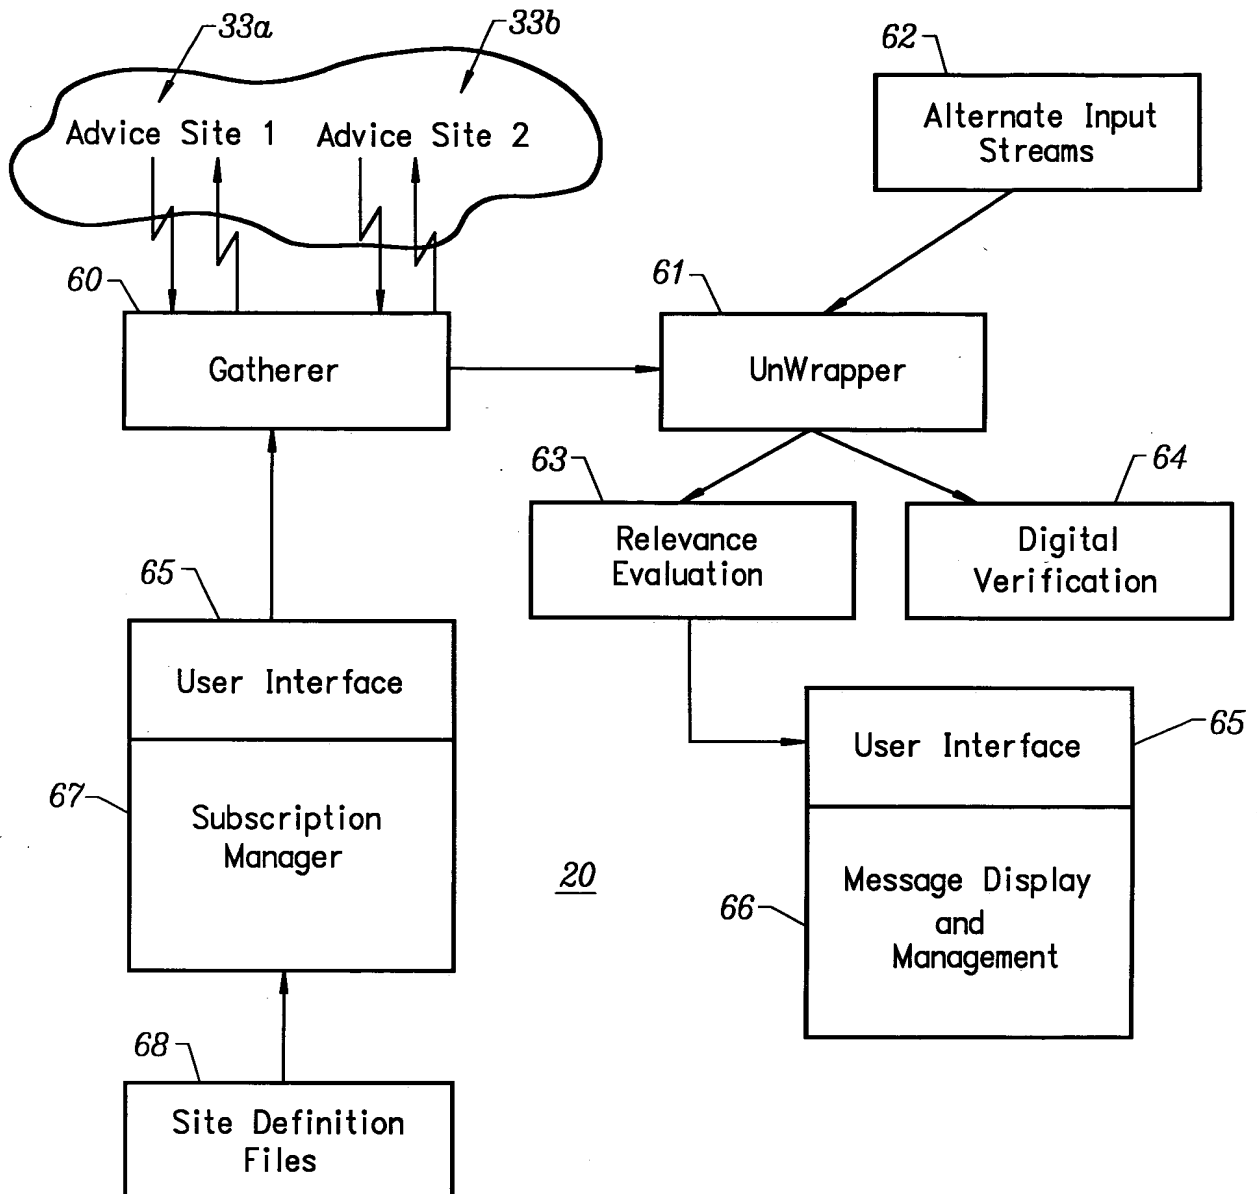 33a
33b
Advice Site 1
Advice Site 2
62
Alternate Input
Streams
60
Gatherer
61
UnWrapper
63
Relevance
Evaluation
64
Digital
Verification
65
User Interface
67
Subscription
Manager
65
User Interface
66
Message Display
and
Management
20
68
Site Definition
Files